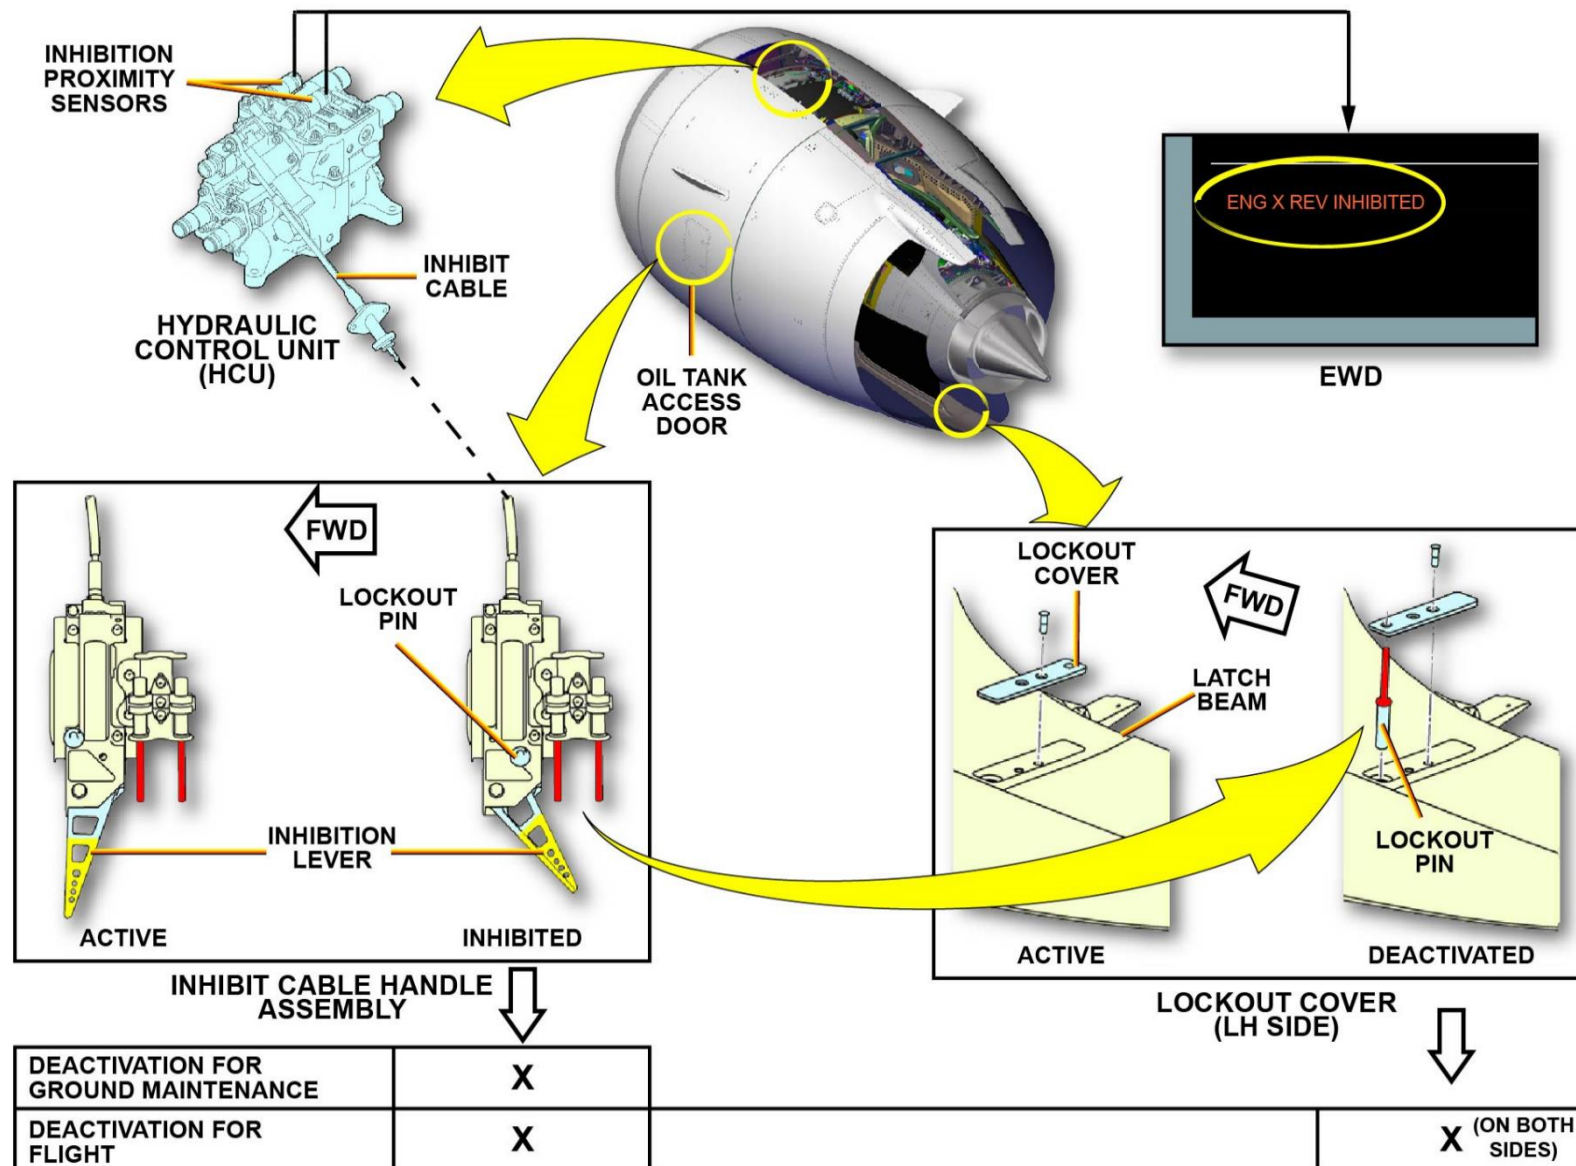 INHIBITION
PROXIMITY
SENSORS
INHIBIT
CABLE
HYDRAULIC
CONTROL UNIT
(HCU)
OIL TANK
ACCESS
DOOR
ENG X REV INHIBITED
EWD
FWD
LOCKOUT
PIN
INHIBITION
LEVER
ACTIVE
INHIBITED
INHIBIT CABLE HANDLE
ASSEMBLY
LOCKOUT
COVER
FWD
LATCH
BEAM
LOCKOUT
PIN
ACTIVE
DEACTIVATED
LOCKOUT COVER
(LH SIDE)
DEACTIVATION FOR
GROUND MAINTENANCE
X
DEACTIVATION FOR
FLIGHT
X
X (ON BOTH
SIDES)